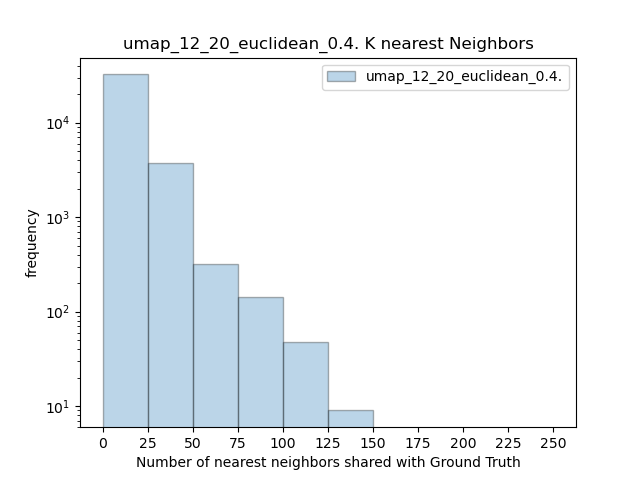 umap_12_20_euclidean_0.4. K nearest Neighbors
umap_12_20_euclidean_0.4.
frequency
10⁴
10³
10²
10¹
0 25 50 75 100 125 150 175 200 225 250
Number of nearest neighbors shared with Ground Truth